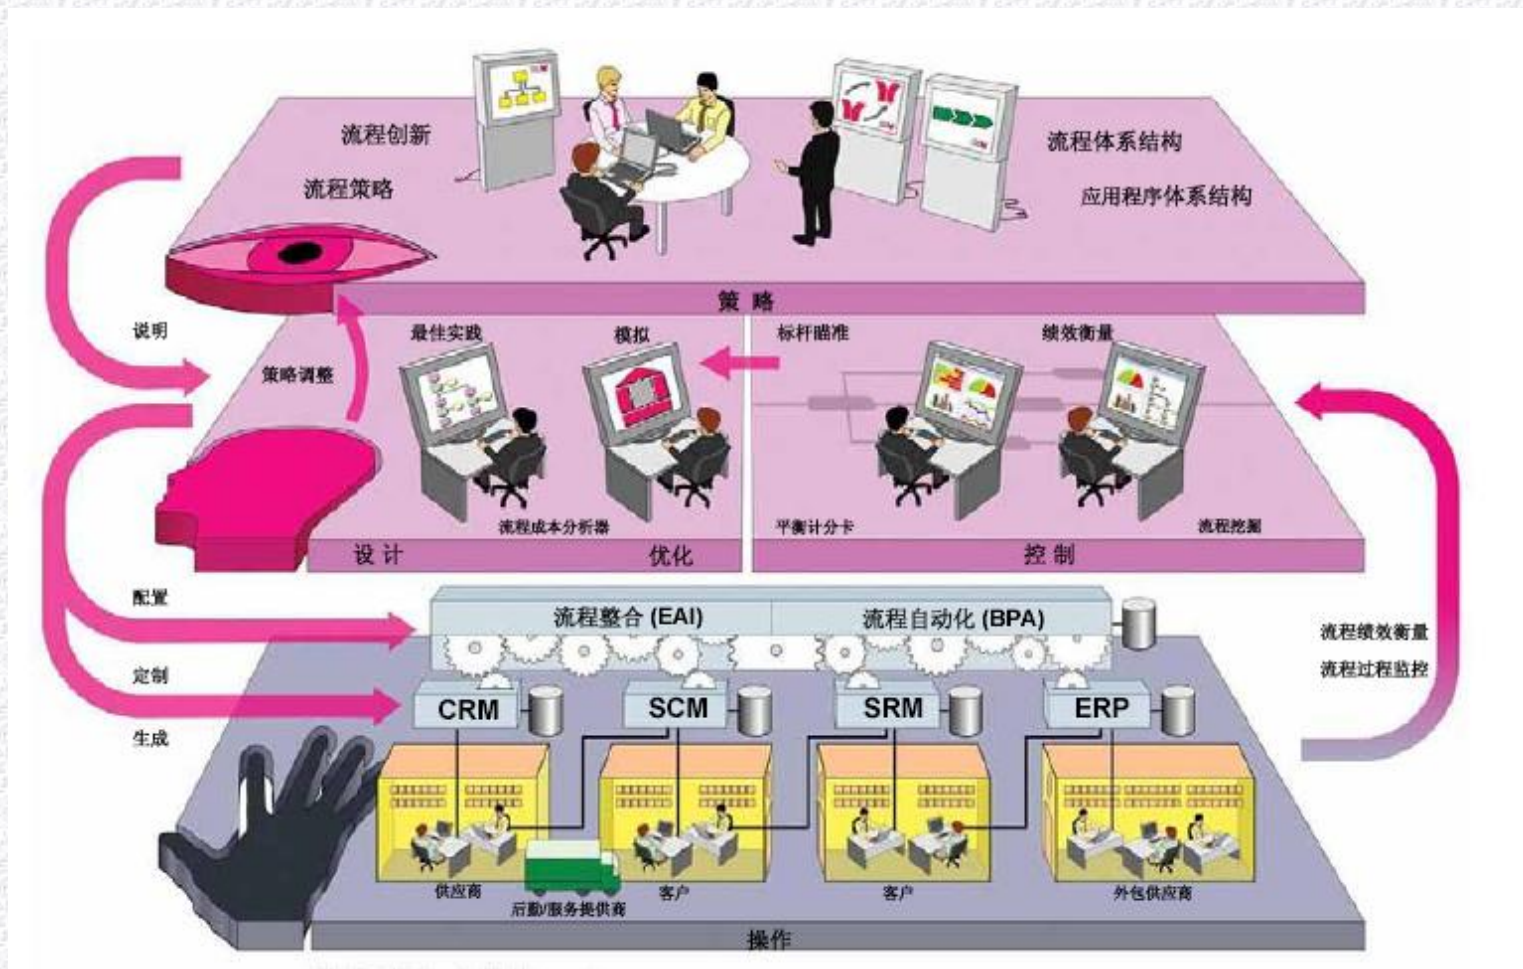 流程创新
流程策略
流程体系结构
应用程序体系结构
策 略
说明
策略调整
最佳实践
模拟
标杆瞄准
绩效衡量
流程成本分析器
平衡计分卡
流程挖掘
设 计
优化
控 制
配置
定制
生成
流程整合 (EAI)
流程自动化 (BPA)
流程绩效衡量
流程过程监控
CRM
SCM
SRM
ERP
供应商
后勤/服务提供商
客户
客户
外包供应商
操作